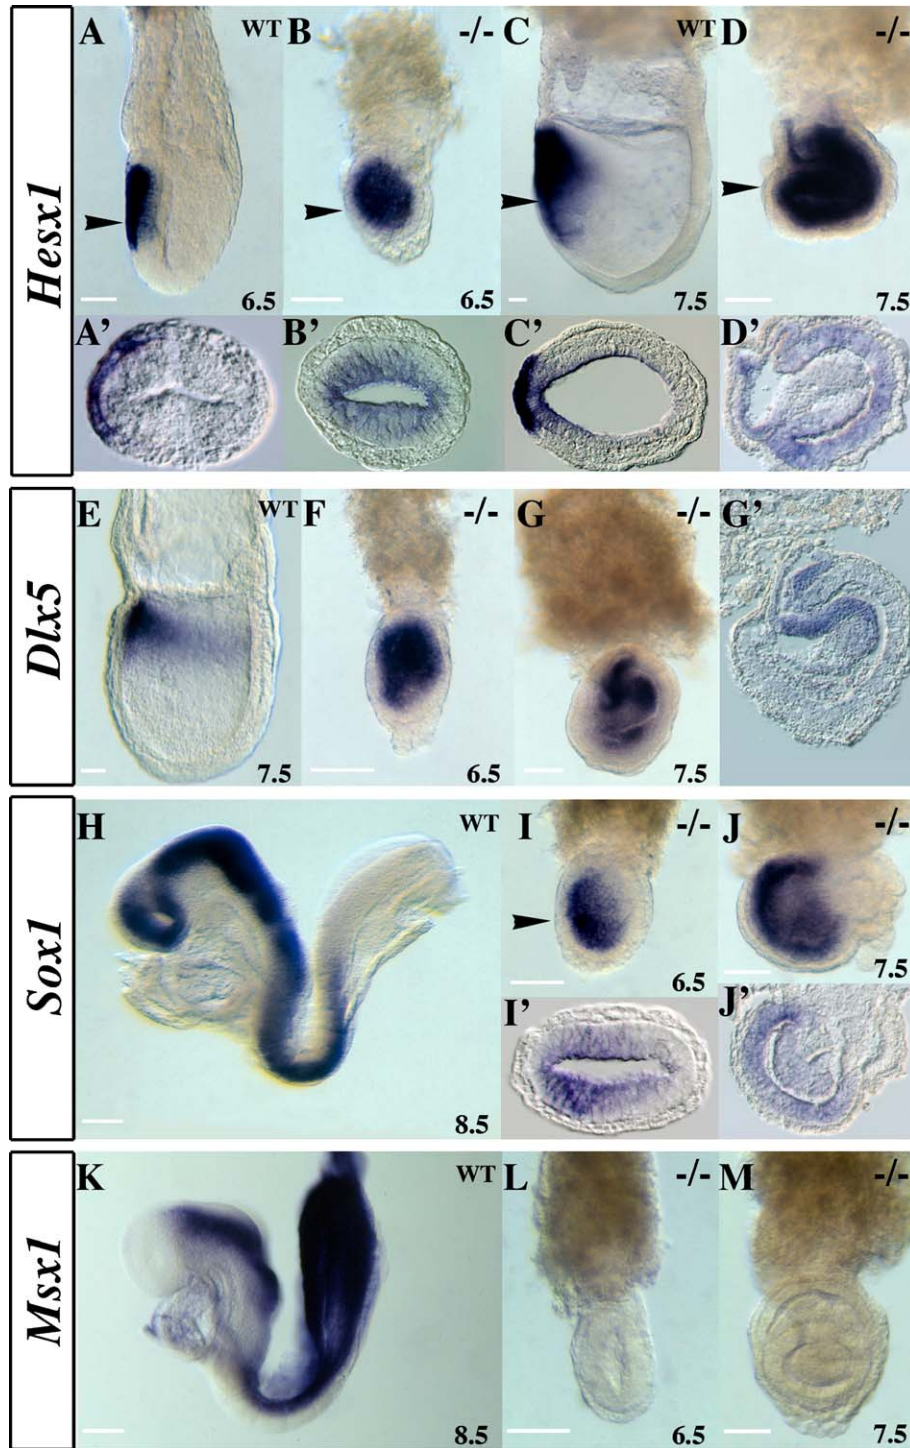 Hesx1
A WT
B -/-
C WT
D -/-
6.5
6.5
7.5
7.5
A’
B’
C’
D’
Dlx5
E WT
F -/-
G -/-
G’
7.5
6.5
7.5
Sox1
H WT
I -/-
J -/-
6.5
7.5
I’
J’
8.5
Msx1
K WT
L -/-
M -/-
8.5
6.5
7.5